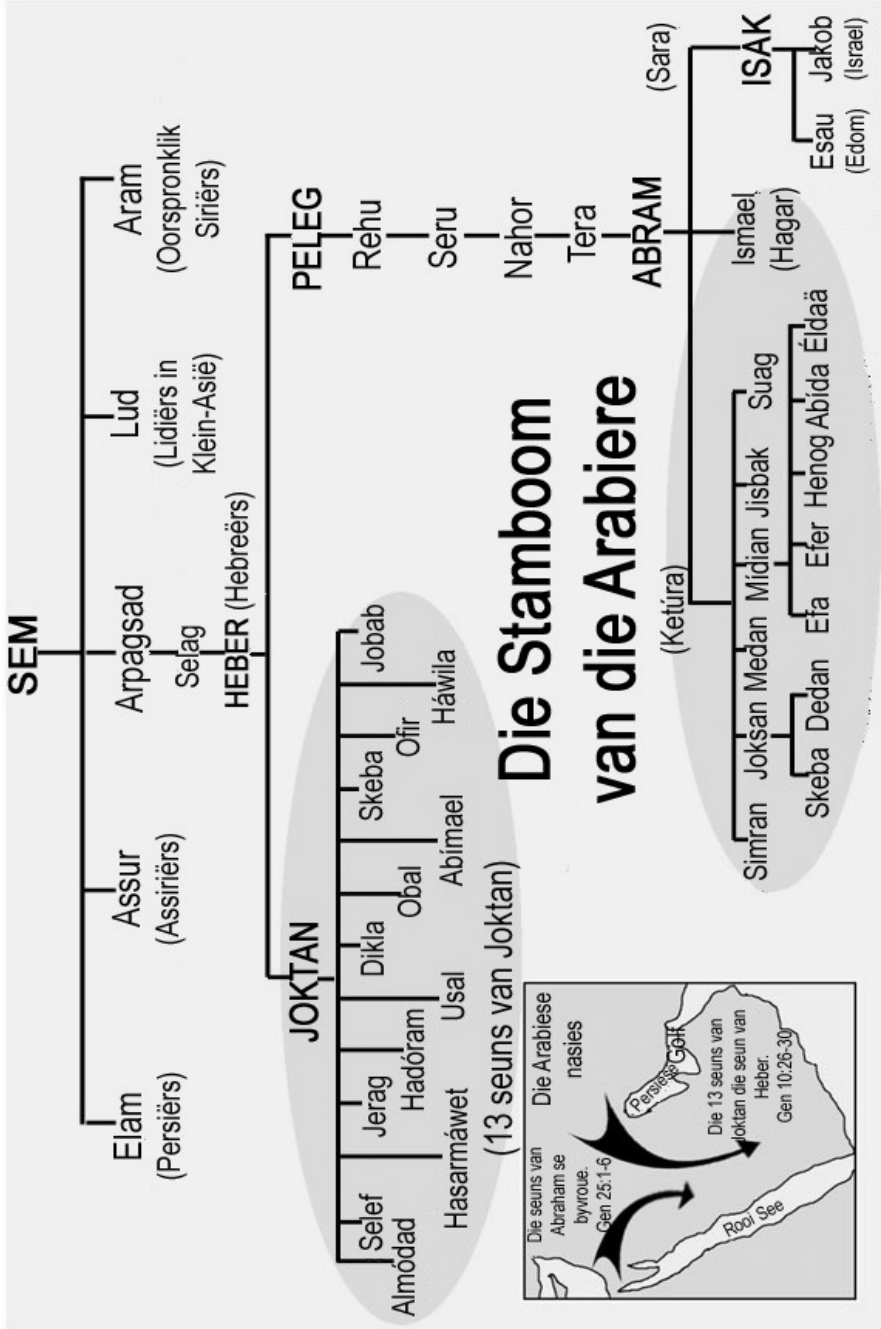 SEM
Elam
(Persiërs)
Assur
(Assiriërs)
Arpagsad
Lud
(Lidiërs in
Klein-Asië)
Aram
(Oorspronklik
Siriërs)
Selag
HEBER (Hebreërs)
JOKTAN
Almódad
Selef
Hasarmáwet
Jerag
Hadóram
Usal
Dikla
Obal
Abímael
Skeba
Ofir
Háwila
Jobab
(13 seuns van Joktan)
PELEG
Rehu
Seru
Nahor
Tera
ABRAM
Die Stamboom
van die Arabiere
(Ketúra)
(Sara)
Simran
Joksan
Medan
Mídian
Jisbak
Suag
Ismael
(Hagar)
ISAK
Skeba
Dedan
Efa
Efer
Henog
Abída
Éldaä
Esau
(Edom)
Jakob
(Israel)
Die seuns van
Abraham se
byvroue.
Gen 25:1-6
Die Arabiese
nasies
Persiese Golf
Die 13 seuns van
Joktan die seun van
Heber.
Gen 10:26-30
Rooi See